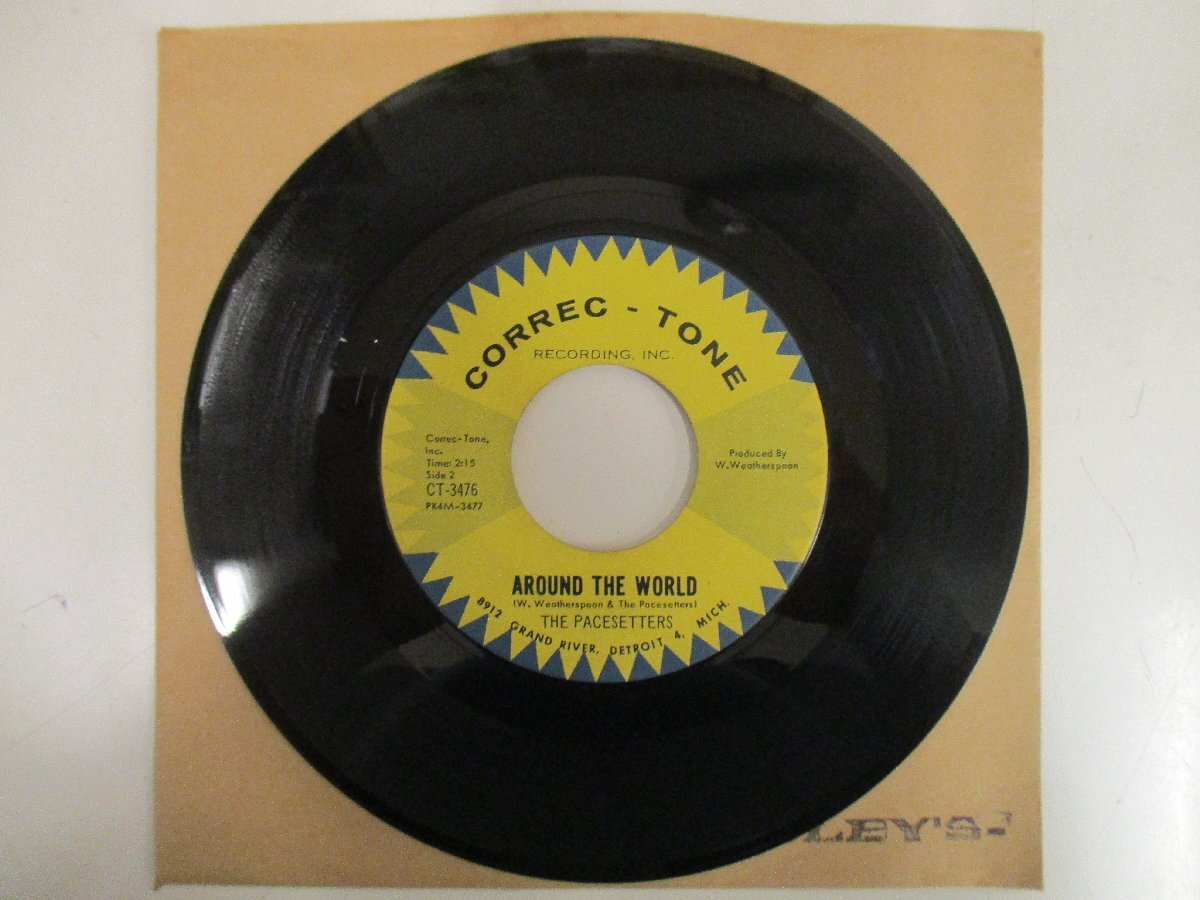 CORREC - TONE
RECORDING, INC.
Correc-Tone,
Inc.
Time: 2:15
Side 2
CT-3476
PK4M-3477
Produced By
W. Weatherspoon
AROUND THE WORLD
(W. Weatherspoon & The Pacesetters)
THE PACESETTERS
8912 GRAND RIVER, DETROIT 4, MICH.
LEY'S-